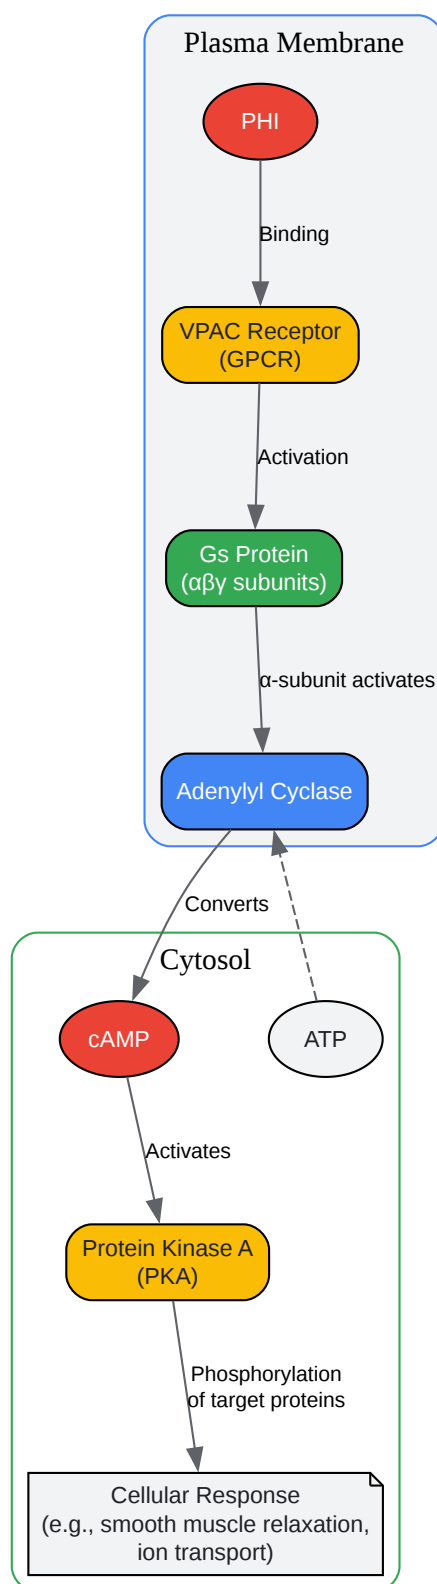 Plasma Membrane
PHI
Binding
VPAC Receptor
(GPCR)
Activation
Gs Protein
(αβγ subunits)
α-subunit activates
Adenylyl Cyclase
Converts
Cytosol
cAMP
ATP
Activates
Protein Kinase A
(PKA)
Phosphorylation
of target proteins
Cellular Response
(e.g., smooth muscle relaxation,
ion transport)